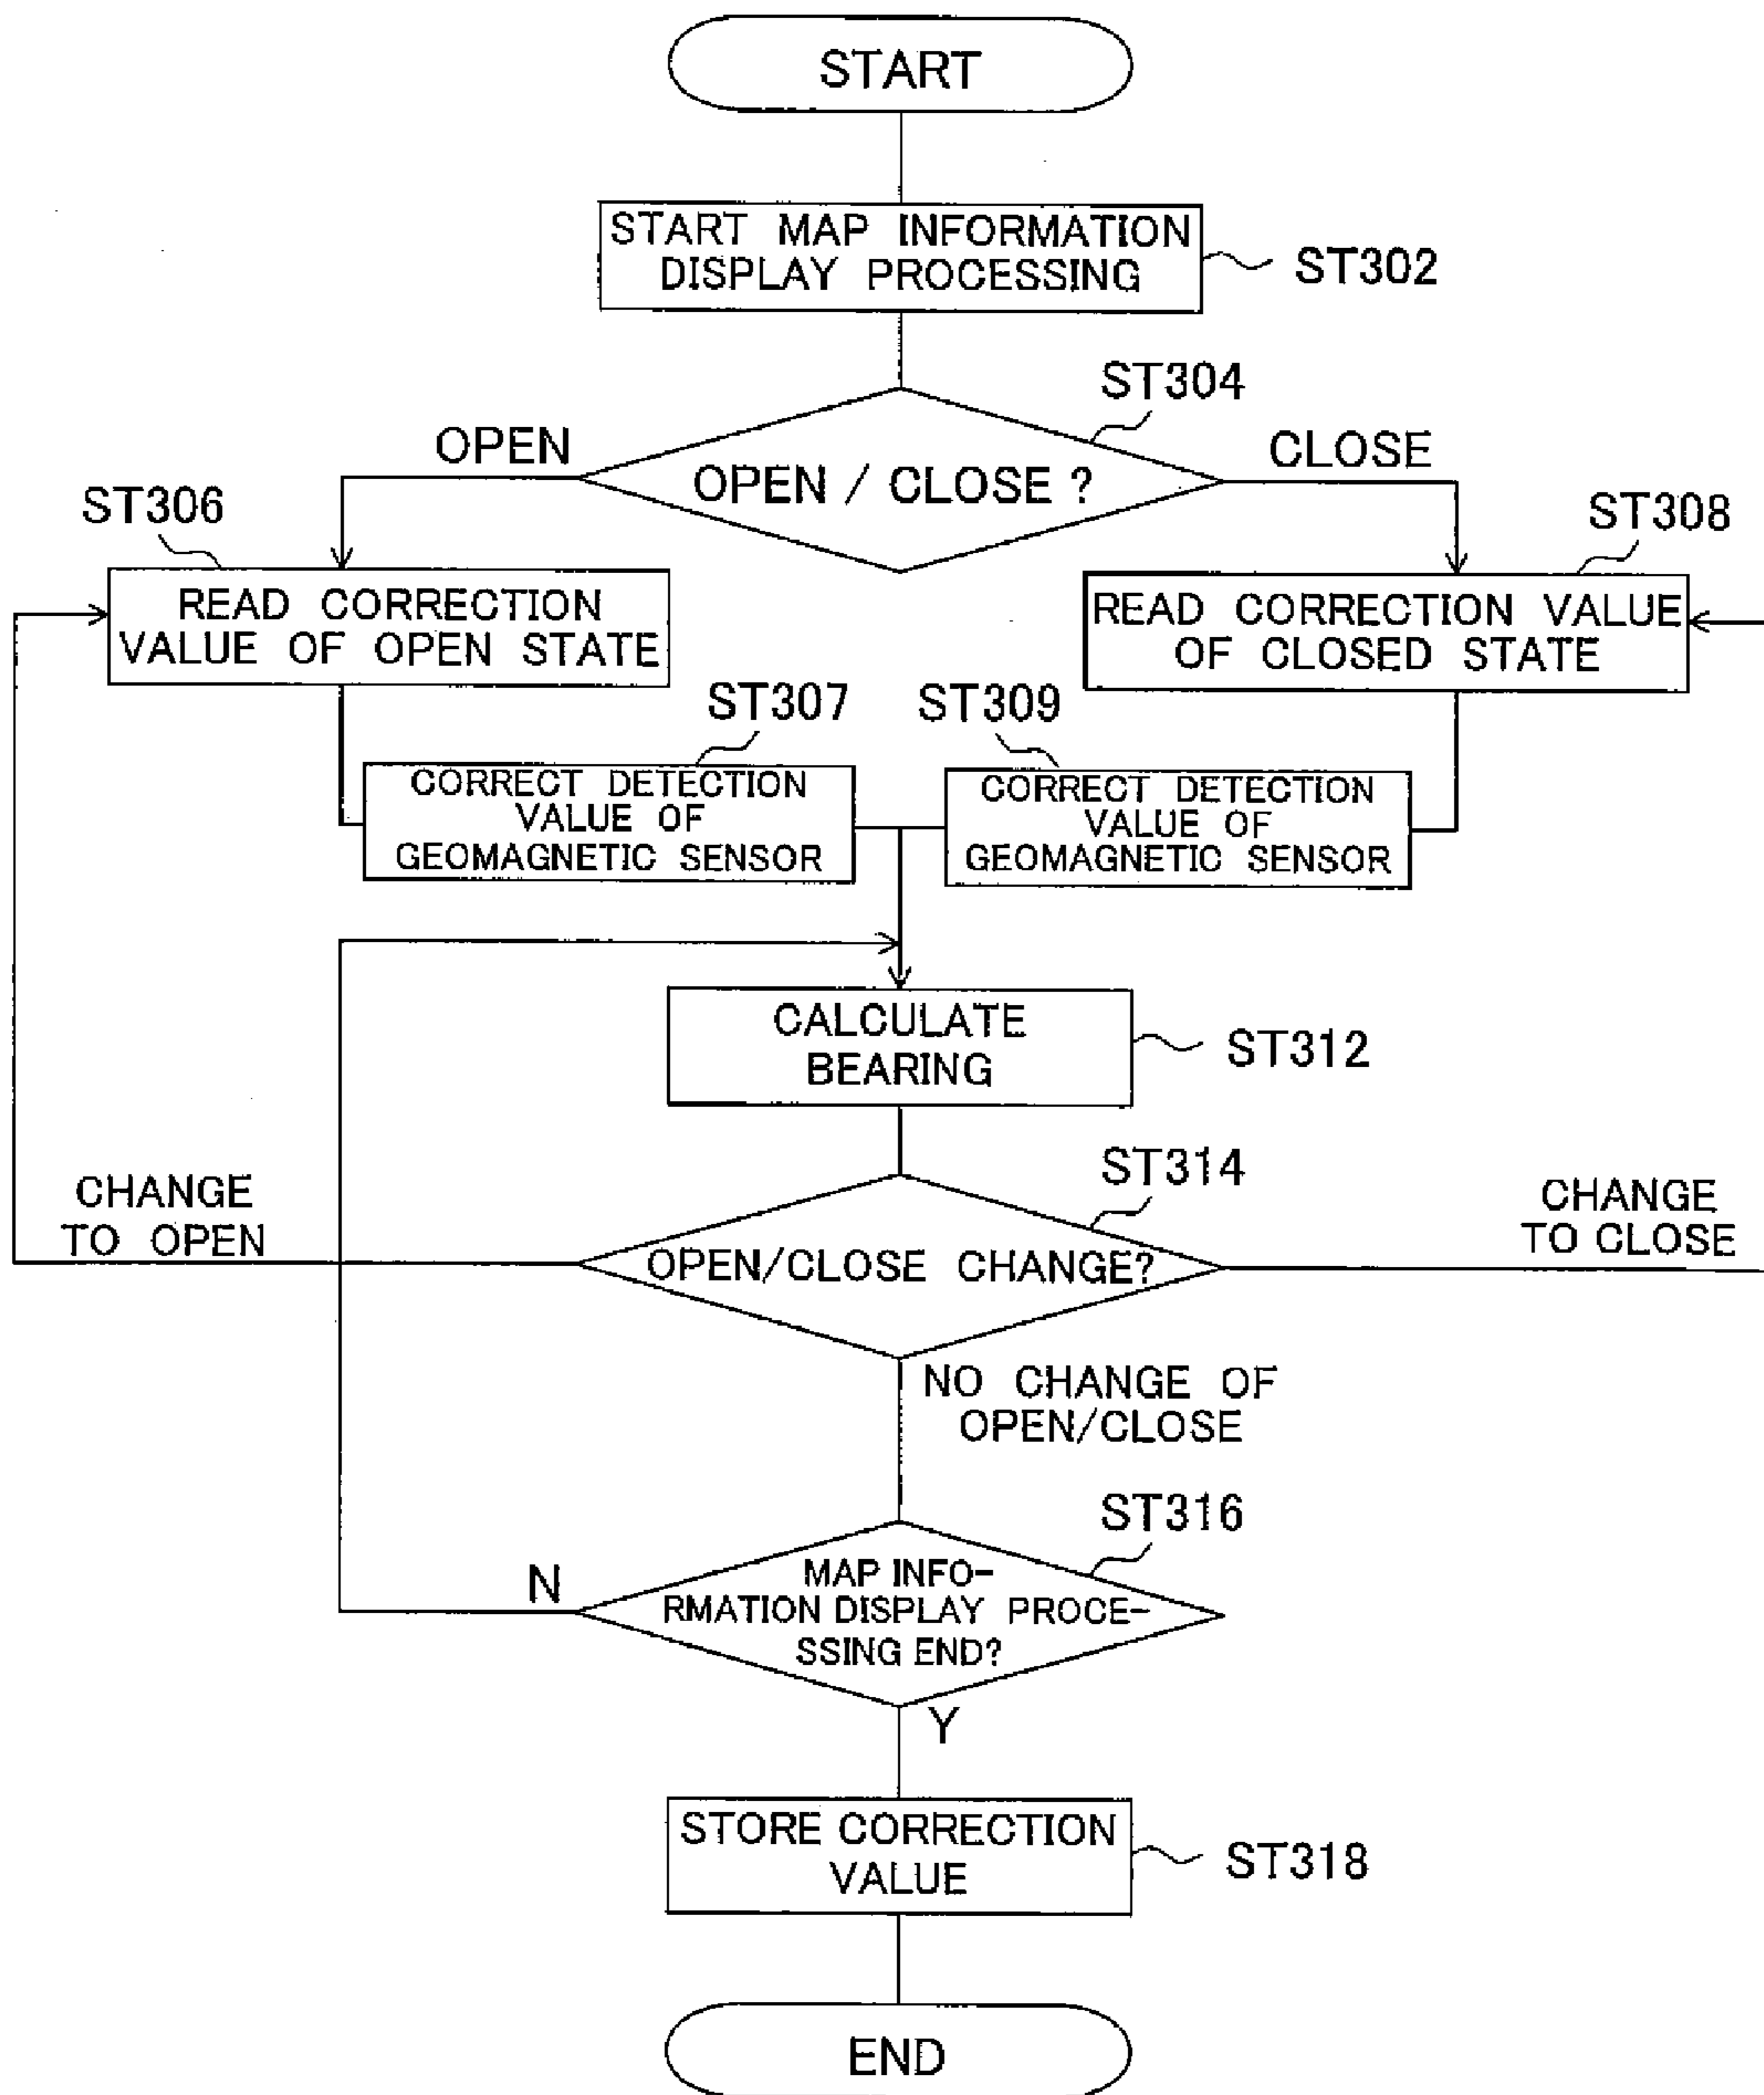 START
START MAP INFORMATION
DISPLAY PROCESSING
ST302
ST304
OPEN
OPEN / CLOSE ?
CLOSE
ST306
ST308
READ CORRECTION
VALUE OF OPEN STATE
READ CORRECTION VALUE
OF CLOSED STATE
ST307
ST309
CORRECT DETECTION
VALUE OF
GEOMAGNETIC SENSOR
CORRECT DETECTION
VALUE OF
GEOMAGNETIC SENSOR
CALCULATE
BEARING
ST312
ST314
CHANGE
TO OPEN
OPEN/CLOSE CHANGE?
CHANGE
TO CLOSE
NO CHANGE OF
OPEN/CLOSE
ST316
N
MAP INFO-
RMATION DISPLAY PROCE-
SSING END?
Y
STORE CORRECTION
VALUE
ST318
END